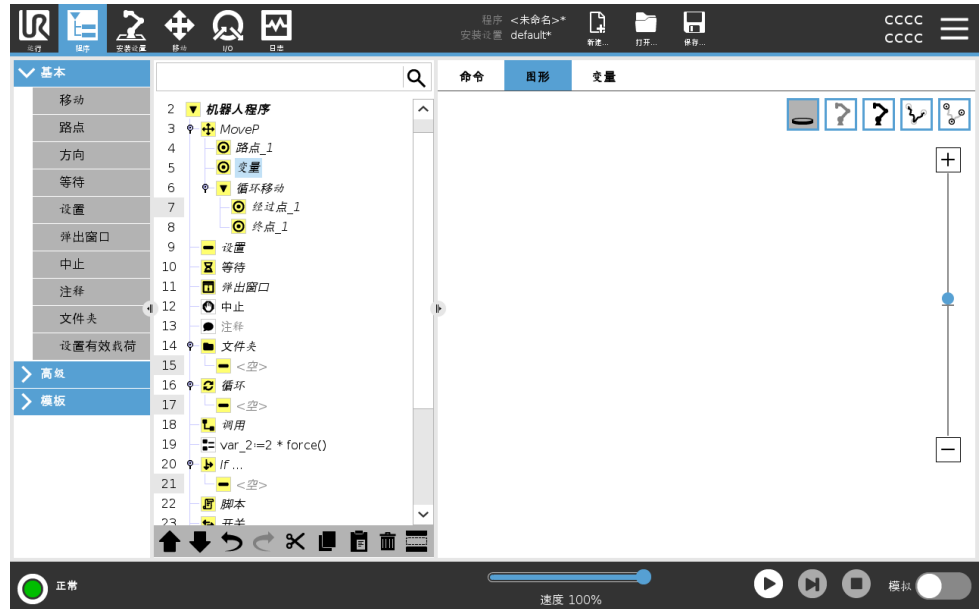 UR
运行
程序
安装设置
移动
I/O
日志
程序 <未命名>*
安装设置 default*
新建...
打开...
保存...
CCCC
CCCC
基本
移动
路点
方向
等待
设置
弹出窗口
中止
注释
文件夹
设置有效载荷
高级
模板
2 机器人程序
3 MoveP
4 路点_1
5 变量
6 循环移动
7 经过点_1
8 终点_1
9 设置
10 等待
11 弹出窗口
12 中止
13 注释
14 文件夹
15 <空>
16 循环
17 <空>
18 调用
19 var_2:=2 * force()
20 If ...
21 <空>
22 脚本
23 开关
命令 图形 变量
正常
速度 100%
模拟